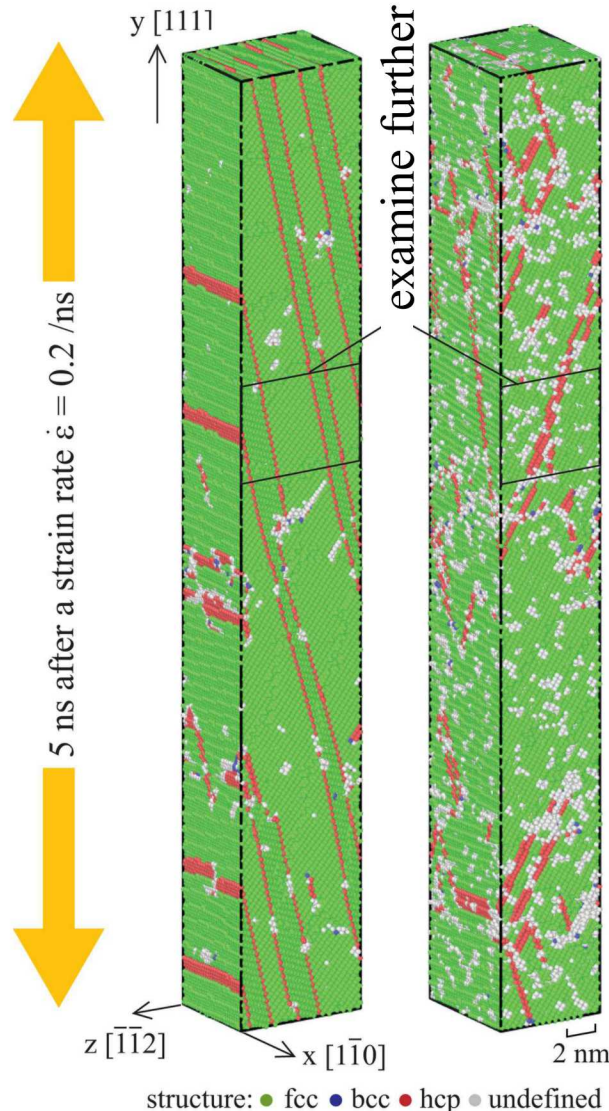 y [111]
examine further
5 ns after a strain rate ε̇ = 0.2 /ns
z [1̅1̅2]
x [11̅0]
2 nm
structure: fcc bcc hcp undefined